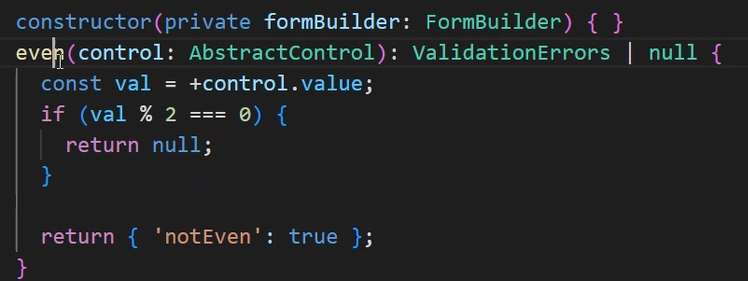 constructor(private formBuilder: FormBuilder) { }
even(control: AbstractControl): ValidationErrors | null {
const val = +control.value;
if (val % 2 === 0) {
return null;
}
return { 'notEven': true };
}